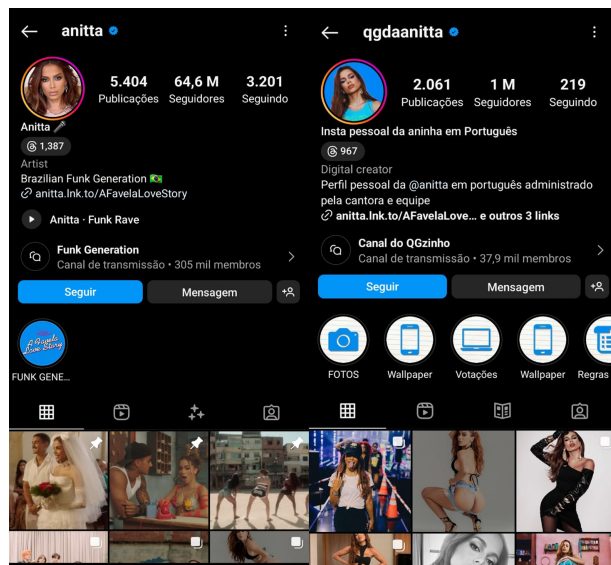 anitta
5.404
64,6 M
3.201
Publicações
Seguidores
Seguindo
Anitta 🎤
1,387
Artist
Brazilian Funk Generation 🇧🇷
anitta.lnk.to/AFavelaLoveStory
Anitta · Funk Rave
Funk Generation
Canal de transmissão • 305 mil membros
Seguir
Mensagem
A Favela
Love Story
FUNK GENE...
qgdaanitta
2.061
1 M
219
Publicações
Seguidores
Seguindo
Insta pessoal da aninha em Português
967
Digital creator
Perfil pessoal da @anitta em português administrado
pela cantora e equipe
anitta.lnk.to/AFavelaLove... e outros 3 links
Canal do QGzinho
Canal de transmissão • 37,9 mil membros
Seguir
Mensagem
FOTOS
Wallpaper
Votações
Wallpaper
Regras